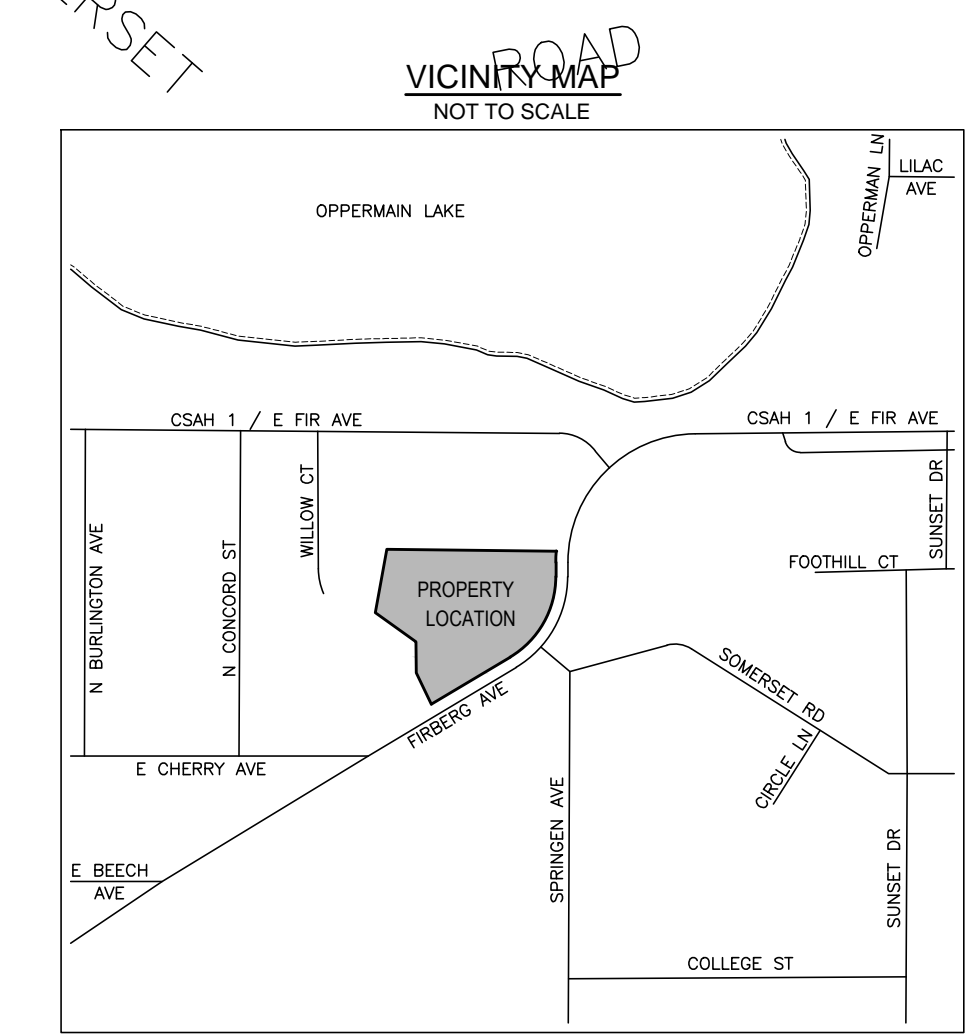 ERSET
ROAD
VICINITY MAP
NOT TO SCALE
OPPERMAN LN
LILAC
AVE
OPPERMAIN LAKE
CSAH 1 / E FIR AVE
CSAH 1 / E FIR AVE
WILLOW CT
SUNSET DR
N BURLINGTON AVE
N CONCORD ST
FOOTHILL CT
PROPERTY
LOCATION
SOMERSET RD
FIRBERG AVE
CIRCLE LN
E CHERRY AVE
SPRINGEN AVE
SUNSET DR
E BEECH
AVE
COLLEGE ST